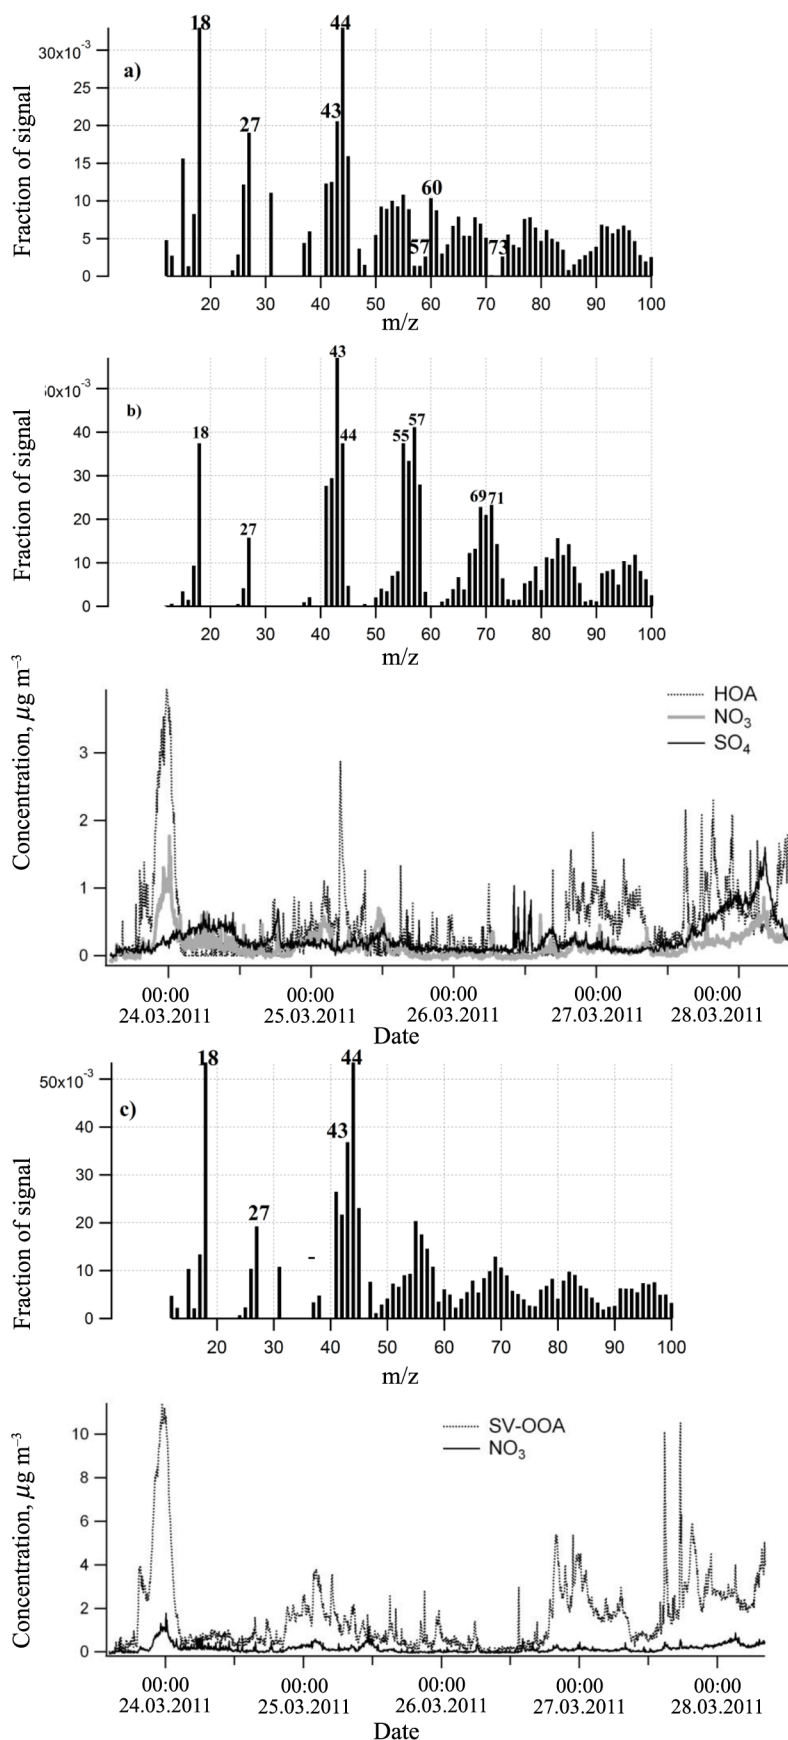 18
44
30x10⁻³
a)
43
27
25
20
15
10
5
0
60
57
73
Fraction of signal
20 30 40 50 60 70 80 90 100
m/z
43
b)
18
44
27
55
57
69 71
40
30
20
10
0
Fraction of signal
20 30 40 50 60 70 80 90 100
m/z
HOA
NO₃
SO₄
Concentration, µg m⁻³
3
2
1
0
00:00 00:00 00:00 00:00 00:00
24.03.2011 25.03.2011 26.03.2011 27.03.2011 28.03.2011
Date
18
44
50x10⁻³
c)
43
27
40
30
20
10
0
Fraction of signal
20 30 40 50 60 70 80 90 100
m/z
SV-OOA
NO₃
Concentration, µg m⁻³
10
8
6
4
2
0
00:00 00:00 00:00 00:00 00:00
24.03.2011 25.03.2011 26.03.2011 27.03.2011 28.03.2011
Date